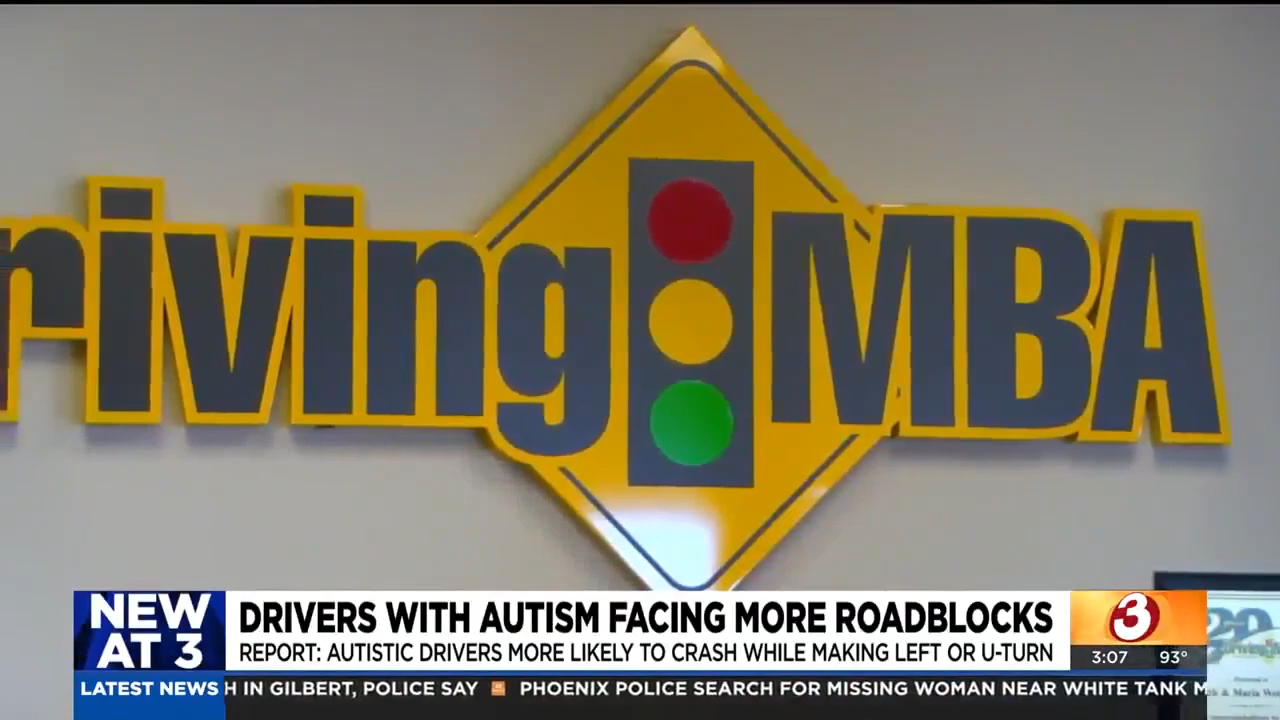 riving MBA
NEW
AT 3
DRIVERS WITH AUTISM FACING MORE ROADBLOCKS
REPORT: AUTISTIC DRIVERS MORE LIKELY TO CRASH WHILE MAKING LEFT OR U-TURN
3
3:07 93°
LATEST NEWS
H IN GILBERT, POLICE SAY PHOENIX POLICE SEARCH FOR MISSING WOMAN NEAR WHITE TANK M
20